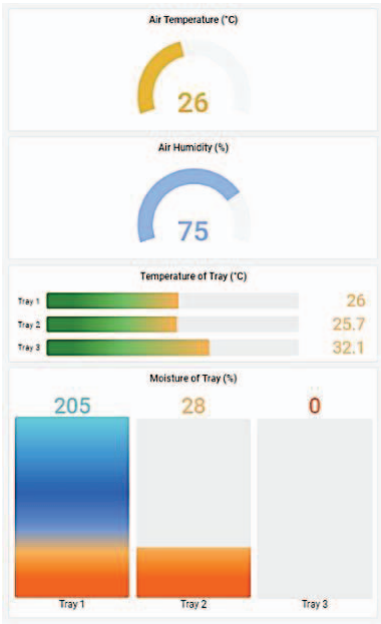 Air Temperature (°C)
26
Air Humidity (%)
75
Temperature of Tray (°C)
Tray 1 26
Tray 2 25.7
Tray 3 32.1
Moisture of Tray (%)
205 28 0
Tray 1 Tray 2 Tray 3